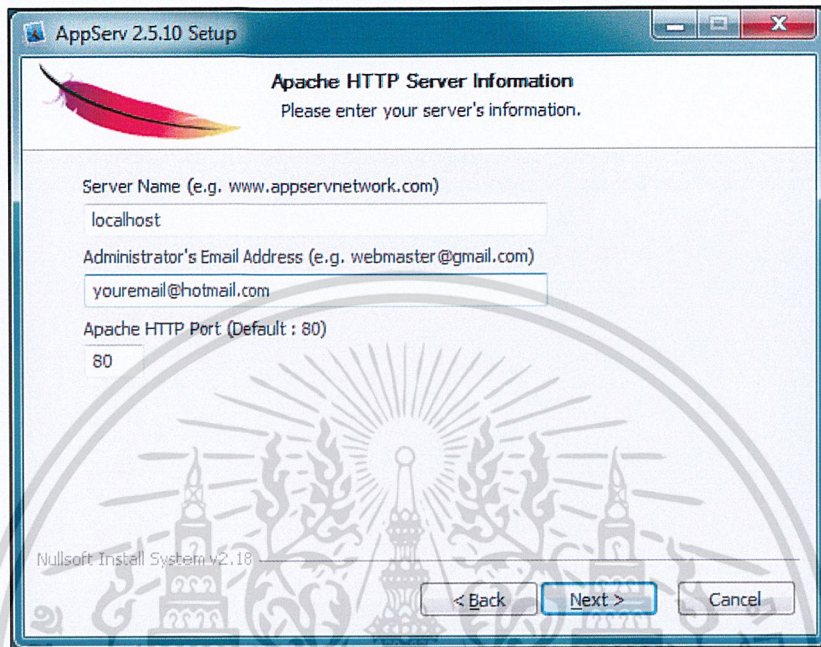 AppServ 2.5.10 Setup
Apache HTTP Server Information
Please enter your server's information.
Server Name (e.g. www.appservnetwork.com)
localhost
Administrator's Email Address (e.g. webmaster@gmail.com)
youremail@hotmail.com
Apache HTTP Port (Default : 80)
80
Nullsoft Install System v2.18
< Back
Next >
Cancel